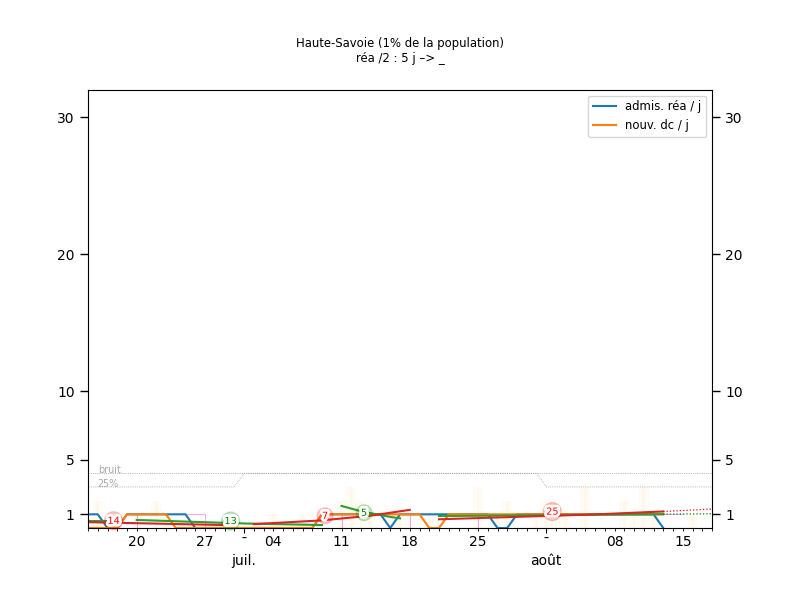 Haute-Savoie (1% de la population)
réa /2 : 5 j –> _
admis. réa / j
nouv. dc / j
30 30
20 20
10 10
5 5
bruit
25%
1 1
14 13 7 5 25
20 27 - 04 11 18 25 - 08 15
juil. août